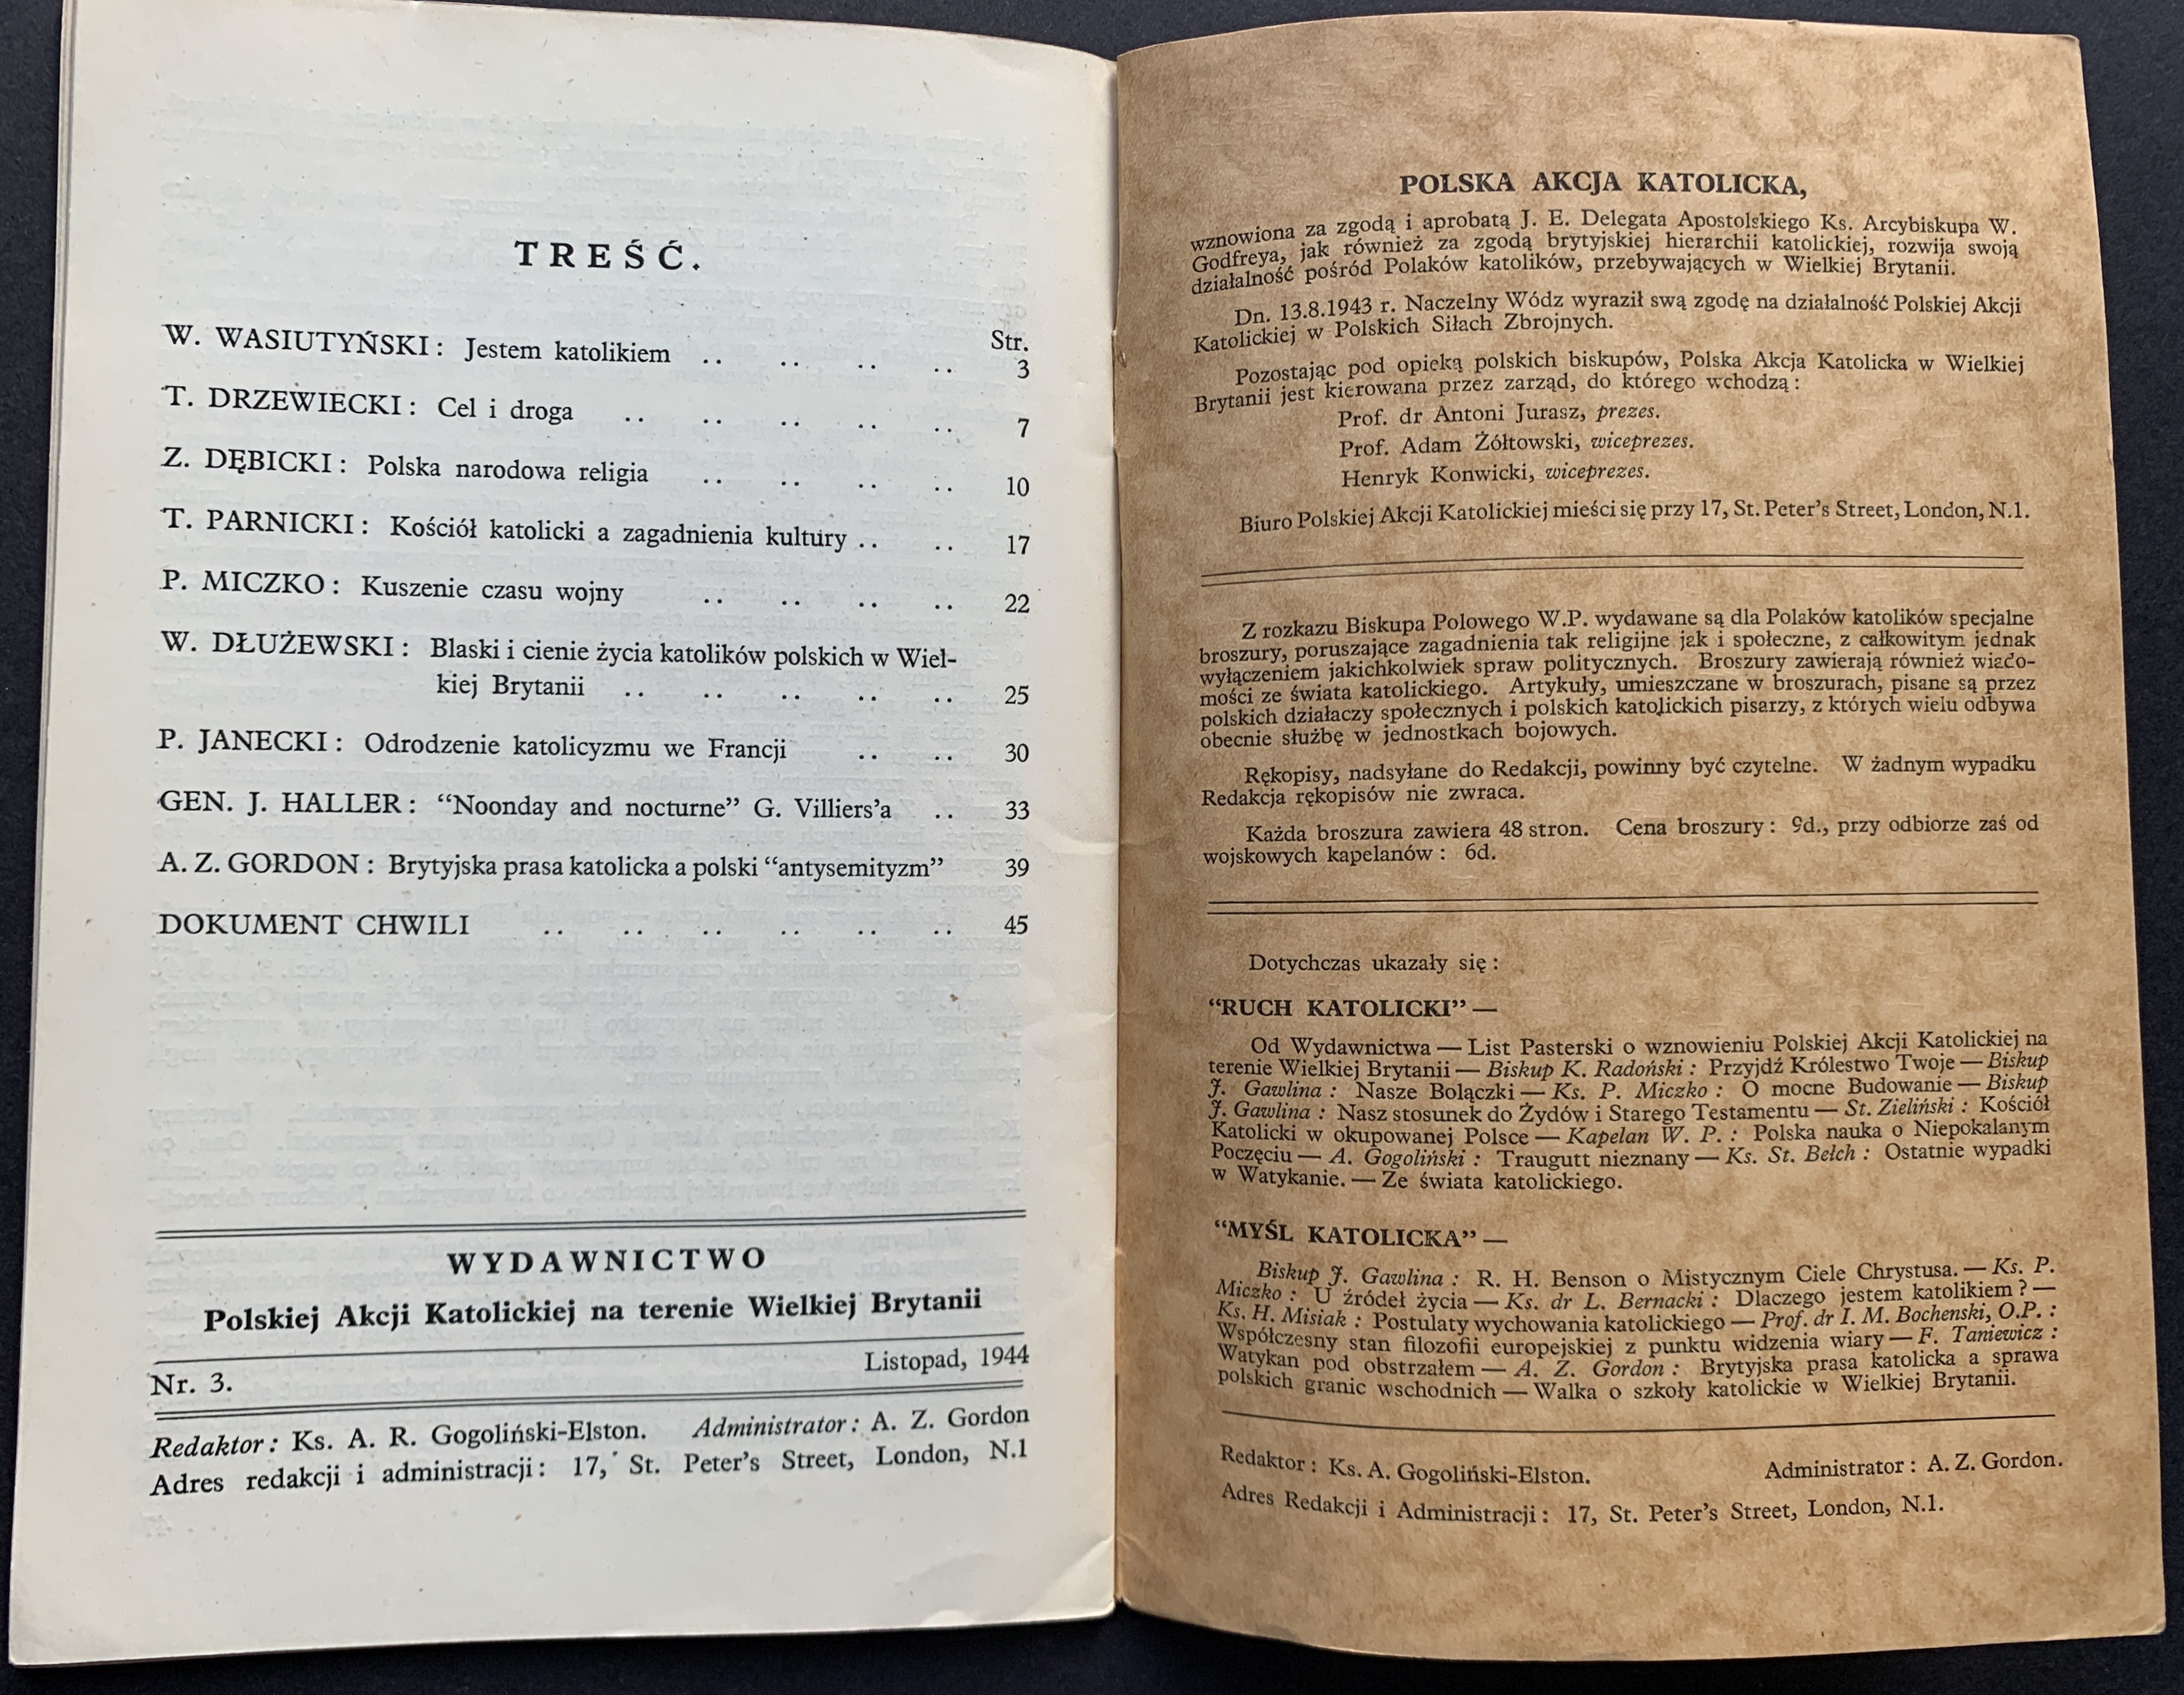 TREŚĆ.
Str.
W. WASIUTYŃSKI : Jestem katolikiem .. .. .. .. 3
T. DRZEWIECKI : Cel i droga .. .. .. .. .. 7
Z. DĘBICKI : Polska narodowa religia .. .. .. .. 10
T. PARNICKI : Kościół katolicki a zagadnienia kultury .. .. 17
P. MICZKO : Kuszenie czasu wojny .. .. .. .. 22
W. DŁUŻEWSKI : Blaski i cienie życia katolików polskich w Wiel-
kiej Brytanii .. .. .. .. .. 25
P. JANECKI : Odrodzenie katolicyzmu we Francji .. .. 30
GEN. J. HALLER : “Noonday and nocturne” G. Villiers’a .. 33
A. Z. GORDON : Brytyjska prasa katolicka a polski “antysemityzm” 39
DOKUMENT CHWILI .. .. .. .. .. .. 45
WYDAWNICTWO
Polskiej Akcji Katolickiej na terenie Wielkiej Brytanii
Nr. 3. Listopad, 1944
Redaktor : Ks. A. R. Gogoliński-Elston. Administrator : A. Z. Gordon
Adres redakcji i administracji : 17, St. Peter’s Street, London, N.1
POLSKA AKCJA KATOLICKA,
wznowiona za zgodą i aprobatą J. E. Delegata Apostolskiego Ks. Arcybiskupa W.
Godfreya, jak również za zgodą brytyjskiej hierarchii katolickiej, rozwija swoją
działalność pośród Polaków katolików, przebywających w Wielkiej Brytanii.
Dn. 13.8.1943 r. Naczelny Wódz wyraził swą zgodę na działalność Polskiej Akcji
Katolickiej w Polskich Siłach Zbrojnych.
Pozostając pod opieką polskich biskupów, Polska Akcja Katolicka w Wielkiej
Brytanii jest kierowana przez zarząd, do którego wchodzą :
Prof. dr Antoni Jurasz, prezes.
Prof. Adam Żółtowski, wiceprezes.
Henryk Konwicki, wiceprezes.
Biuro Polskiej Akcji Katolickiej mieści się przy 17, St. Peter’s Street, London, N.1.
Z rozkazu Biskupa Polowego W.P. wydawane są dla Polaków katolików specjalne
broszury, poruszające zagadnienia tak religijne jak i społeczne, z całkowitym jednak
wyłączeniem jakichkolwiek spraw politycznych. Broszury zawierają również wiado-
mości ze świata katolickiego. Artykuły, umieszczane w broszurach, pisane są przez
polskich działaczy społecznych i polskich katolickich pisarzy, z których wielu odbywa
obecnie służbę w jednostkach bojowych.
Rękopisy, nadsyłane do Redakcji, powinny być czytelne. W żadnym wypadku
Redakcja rękopisów nie zwraca.
Każda broszura zawiera 48 stron. Cena broszury : 9d., przy odbiorze zaś od
wojskowych kapelanów : 6d.
Dotychczas ukazały się :
“RUCH KATOLICKI” —
Od Wydawnictwa — List Pasterski o wznowieniu Polskiej Akcji Katolickiej na
terenie Wielkiej Brytanii — Biskup K. Radoński : Przyjdź Królestwo Twoje — Biskup
J. Gawlina : Nasze Bolączki — Ks. P. Miczko : O mocne Budowanie — Biskup
J. Gawlina : Nasz stosunek do Żydów i Starego Testamentu — St. Zieliński : Kościół
Katolicki w okupowanej Polsce — Kapelan W. P. : Polska nauka o Niepokalanym
Poczęciu — A. Gogoliński : Traugutt nieznany — Ks. St. Bełch : Ostatnie wypadki
w Watykanie. — Ze świata katolickiego.
“MYŚL KATOLICKA” —
Biskup J. Gawlina : R. H. Benson o Mistycznym Ciele Chrystusa. — Ks. P.
Miczko : U źródeł życia — Ks. dr L. Bernacki : Dlaczego jestem katolikiem ? —
Ks. H. Misiak : Postulaty wychowania katolickiego — Prof. dr I. M. Bochenski, O.P. :
Współczesny stan filozofii europejskiej z punktu widzenia wiary — F. Taniewicz :
Watykan pod obstrzałem — A. Z. Gordon : Brytyjska prasa katolicka a sprawa
polskich granic wschodnich — Walka o szkoły katolickie w Wielkiej Brytanii.
Redaktor : Ks. A. Gogoliński-Elston. Administrator : A. Z. Gordon.
Adres Redakcji i Administracji : 17, St. Peter’s Street, London, N.1.